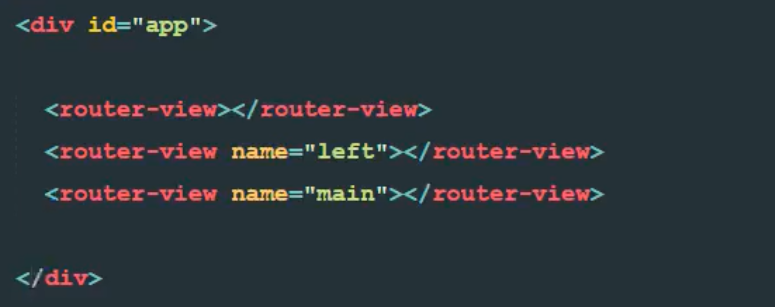 <div id="app">
<router-view></router-view>
<router-view name="left"></router-view>
<router-view name="main"></router-view>
</div>